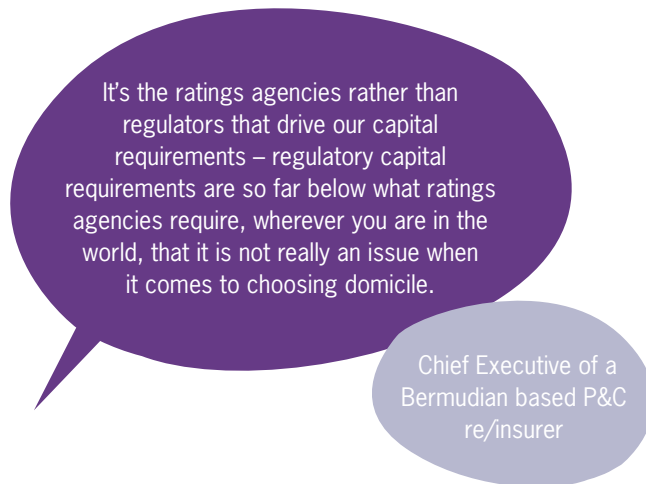 It's the ratings agencies rather than
regulators that drive our capital
requirements – regulatory capital
requirements are so far below what ratings
agencies require, wherever you are in the
world, that it is not really an issue when
it comes to choosing domicile.
Chief Executive of a
Bermudian based P&C
re/insurer